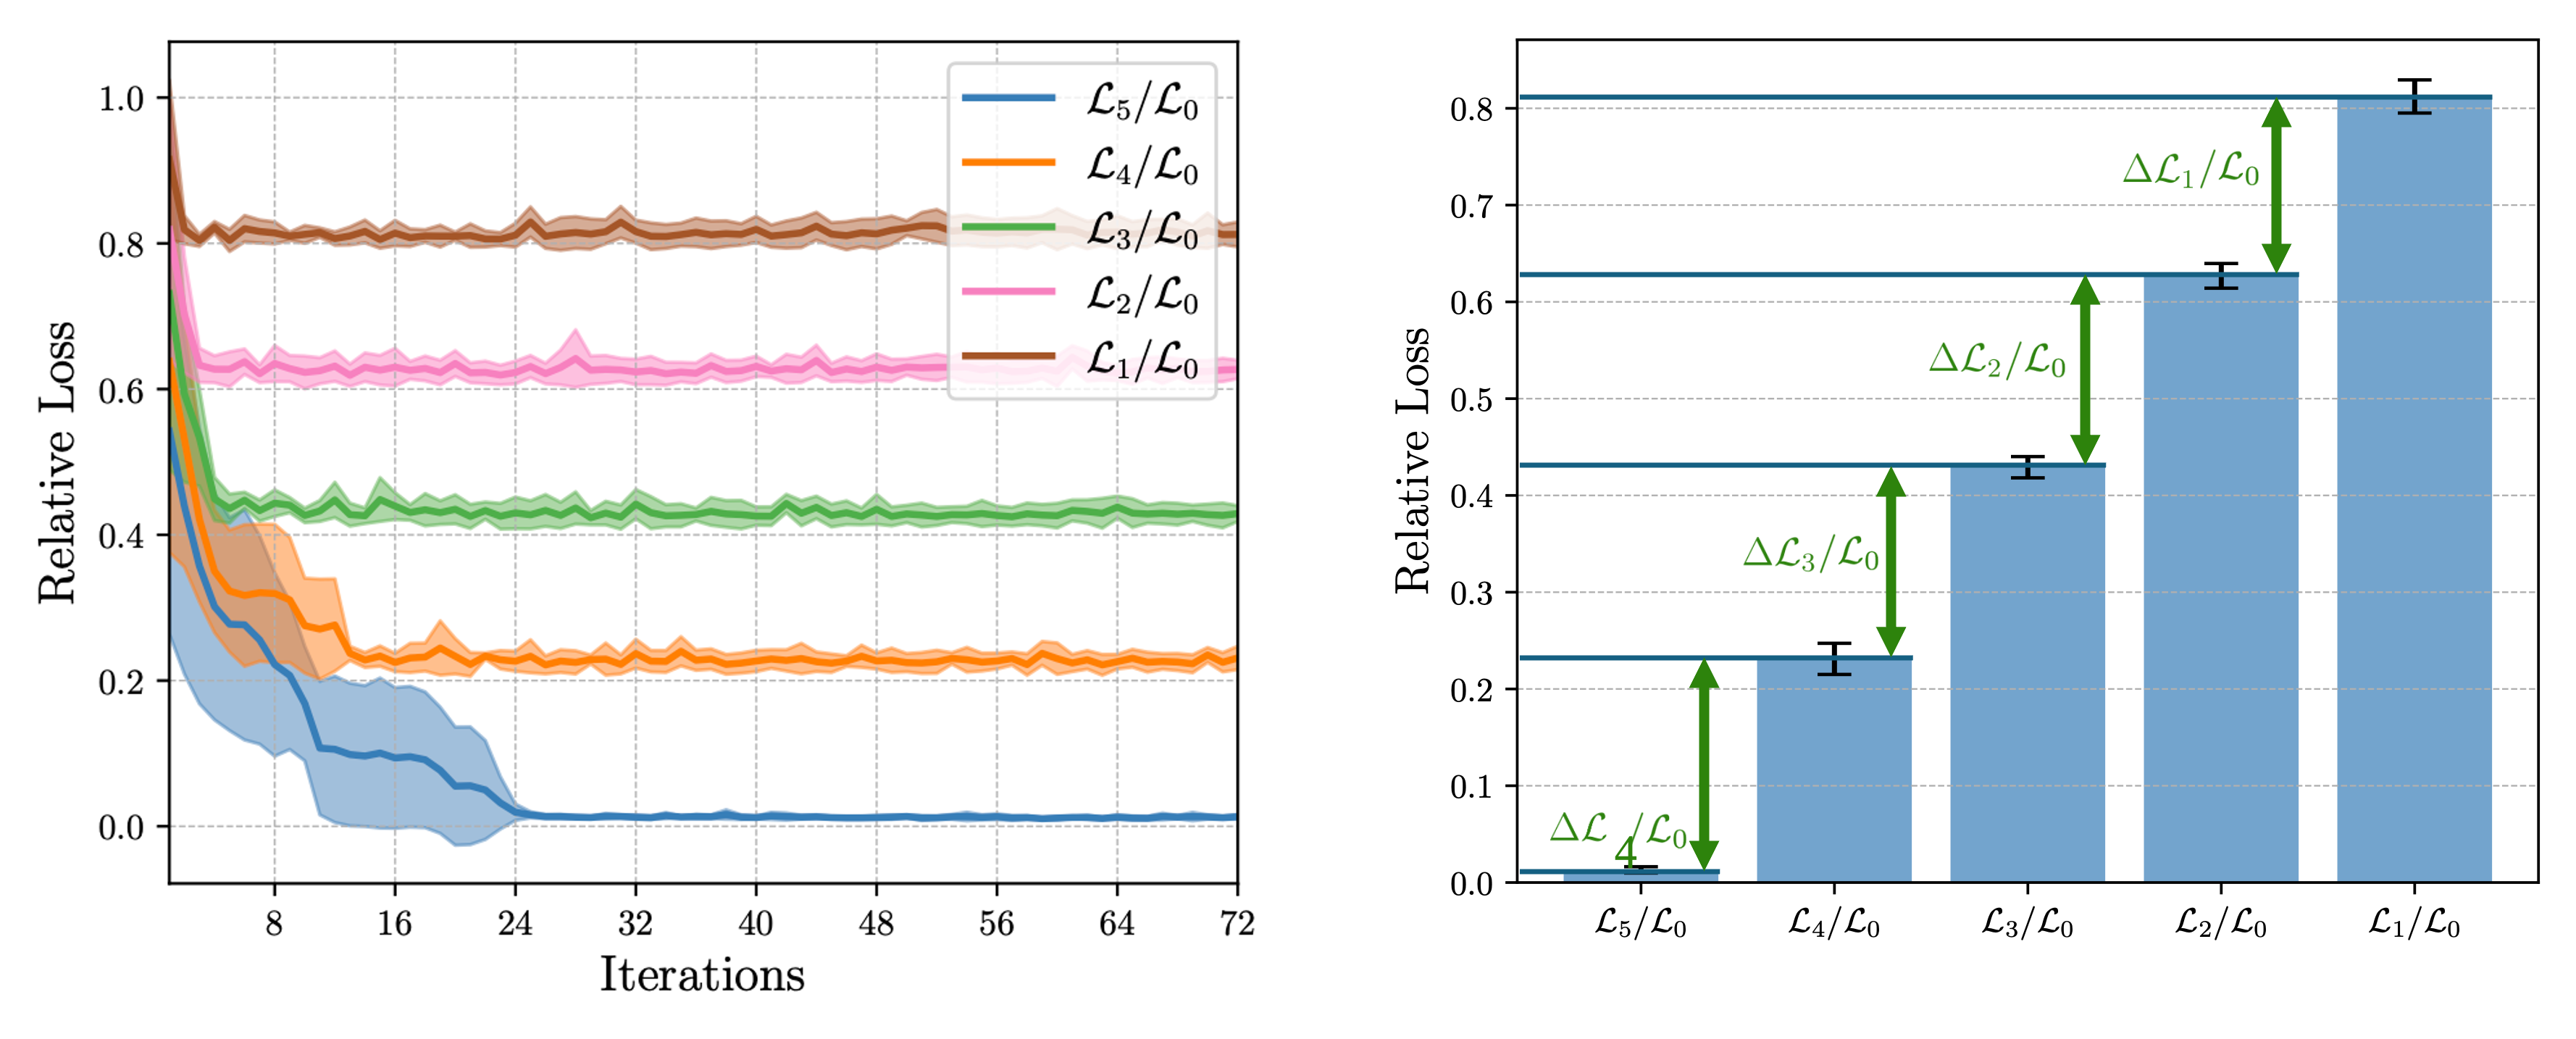 Relative Loss
1.0
0.8
0.6
0.4
0.2
0.0
8 16 24 32 40 48 56 64 72
Iterations
ℒ₅/ℒ₀
ℒ₄/ℒ₀
ℒ₃/ℒ₀
ℒ₂/ℒ₀
ℒ₁/ℒ₀
Relative Loss
0.8
0.7
0.6
0.5
0.4
0.3
0.2
0.1
0.0
Δℒ₁/ℒ₀
Δℒ₂/ℒ₀
Δℒ₃/ℒ₀
Δℒ₄/ℒ₀
ℒ₅/ℒ₀ ℒ₄/ℒ₀ ℒ₃/ℒ₀ ℒ₂/ℒ₀ ℒ₁/ℒ₀